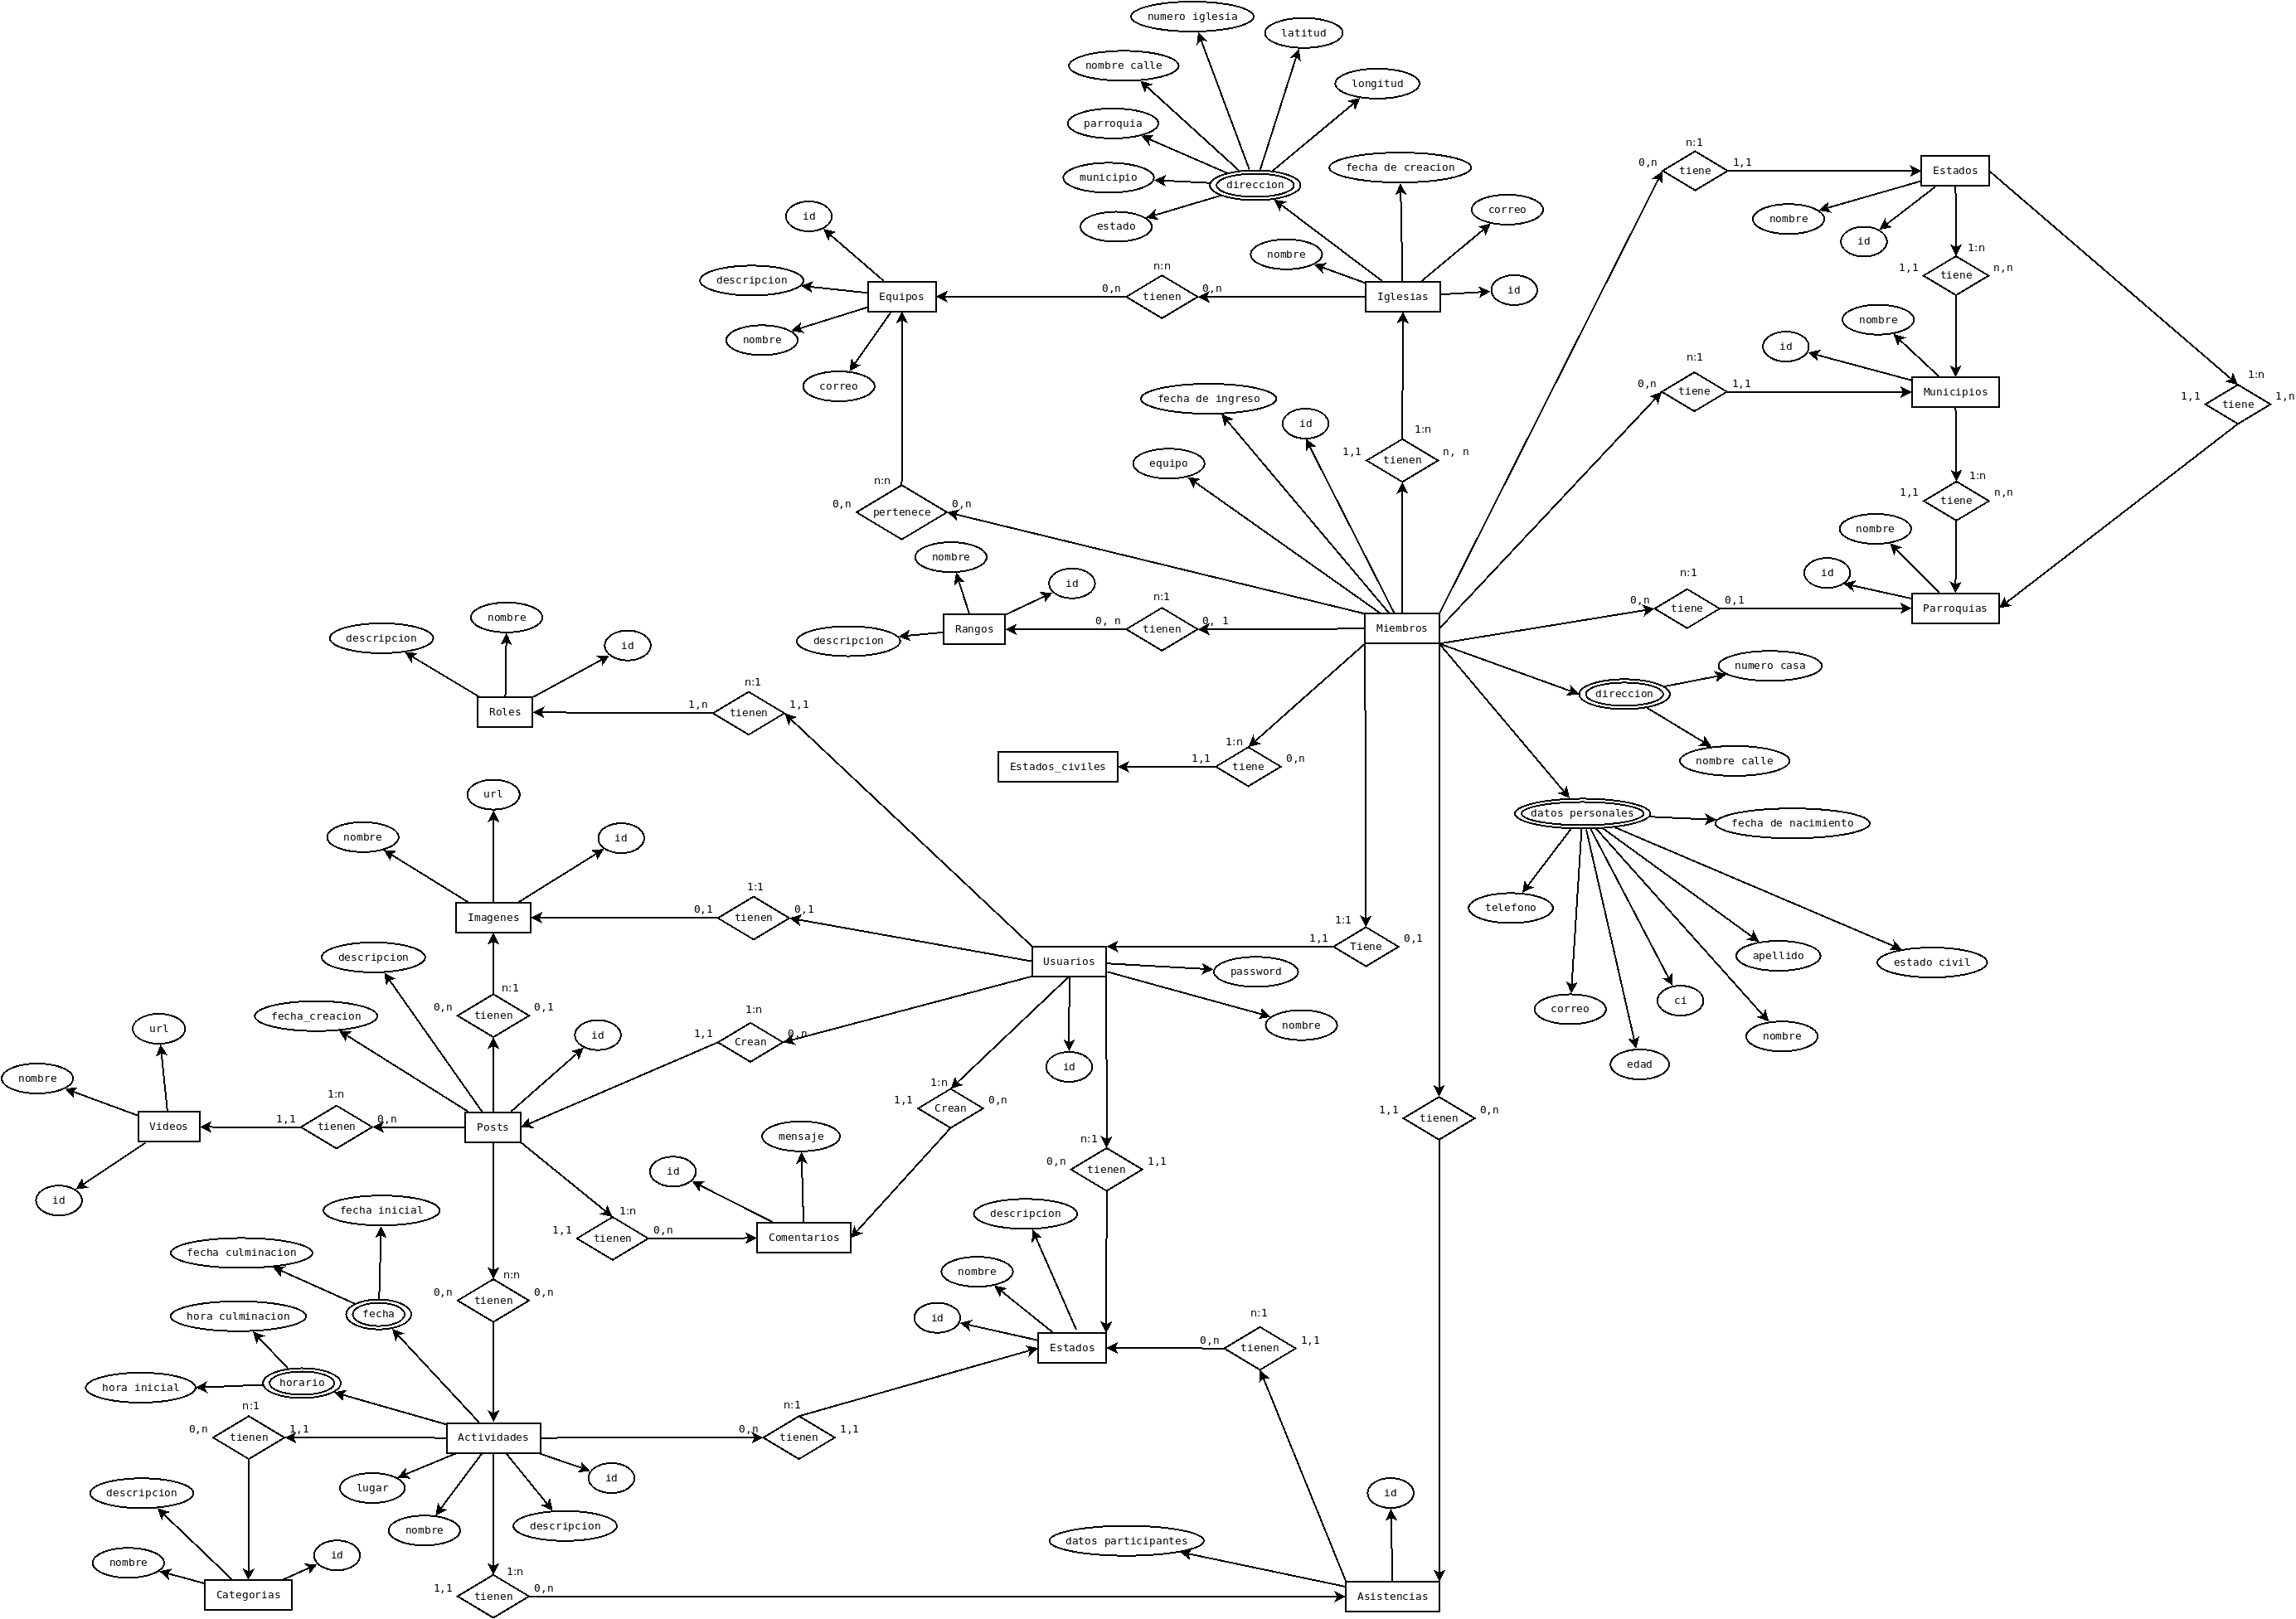 numero iglesia
latitud
nombre calle
longitud
parroquia
n:1
fecha de creacion
0,n
tiene
1,1
Estados
municipio
direccion
id
correo
nombre
estado
id
nombre
1:n
n:n
descripcion
1,1
tiene
n,n
0,n
tienen
0,n
Equipos
Iglesias
id
nombre
nombre
id
n:1
1:n
correo
0,n
tiene
1,1
Municipios
fecha de ingreso
1,1
tiene
1,n
id
1:n
equipo
1,1
tienen
n, n
n:n
1:n
0,n
pertenece
0,n
1,1
tiene
n,n
nombre
nombre
id
n:1
id
n:1
0,n
tiene
0,1
Parroquias
nombre
descripcion
descripcion
Rangos
0, n
tienen
0, 1
Miembros
id
numero casa
n:1
direccion
Roles
1,n
tienen
1,1
1:n
nombre calle
Estados_civiles
1,1
tiene
0,n
url
datos personales
fecha de nacimiento
nombre
id
1:1
telefono
Imagenes
0,1
tienen
0,1
1:1
1,1
Tiene
0,1
descripcion
Usuarios
password
apellido
estado civil
n:1
0,n
tienen
0,1
1:n
ci
correo
fecha_creacion
id
nombre
nombre
url
1,1
Crean
0,n
id
edad
nombre
1:n
1:n
1,1
Crean
0,n
1,1
tienen
0,n
Videos
1,1
tienen
0,n
Posts
mensaje
n:1
0,n
tienen
1,1
id
id
fecha inicial
1:n
descripcion
1,1
tienen
0,n
Comentarios
fecha culminacion
nombre
n:n
0,n
tienen
0,n
hora culminacion
fecha
id
n:1
Estados
0,n
tienen
1,1
hora inicial
horario
n:1
n:1
0,n
tienen
1,1
Actividades
0,n
tienen
1,1
lugar
id
descripcion
id
nombre
descripcion
datos participantes
nombre
id
1:n
Categorias
1,1
tienen
0,n
Asistencias